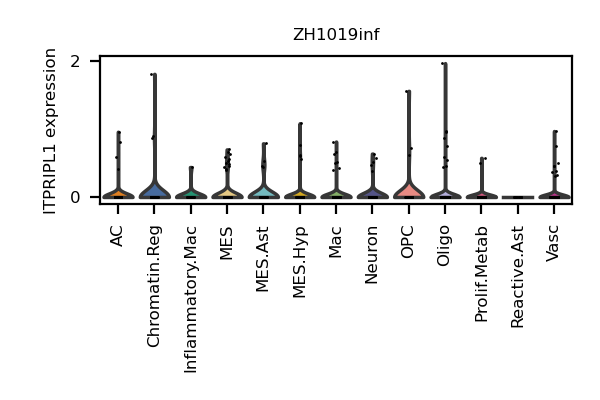 ZH1019inf
ITPRIPL1 expression
2
0
AC
Chromatin.Reg
Inflammatory.Mac
MES
MES.Ast
MES.Hyp
Mac
Neuron
OPC
Oligo
Prolif.Metab
Reactive.Ast
Vasc